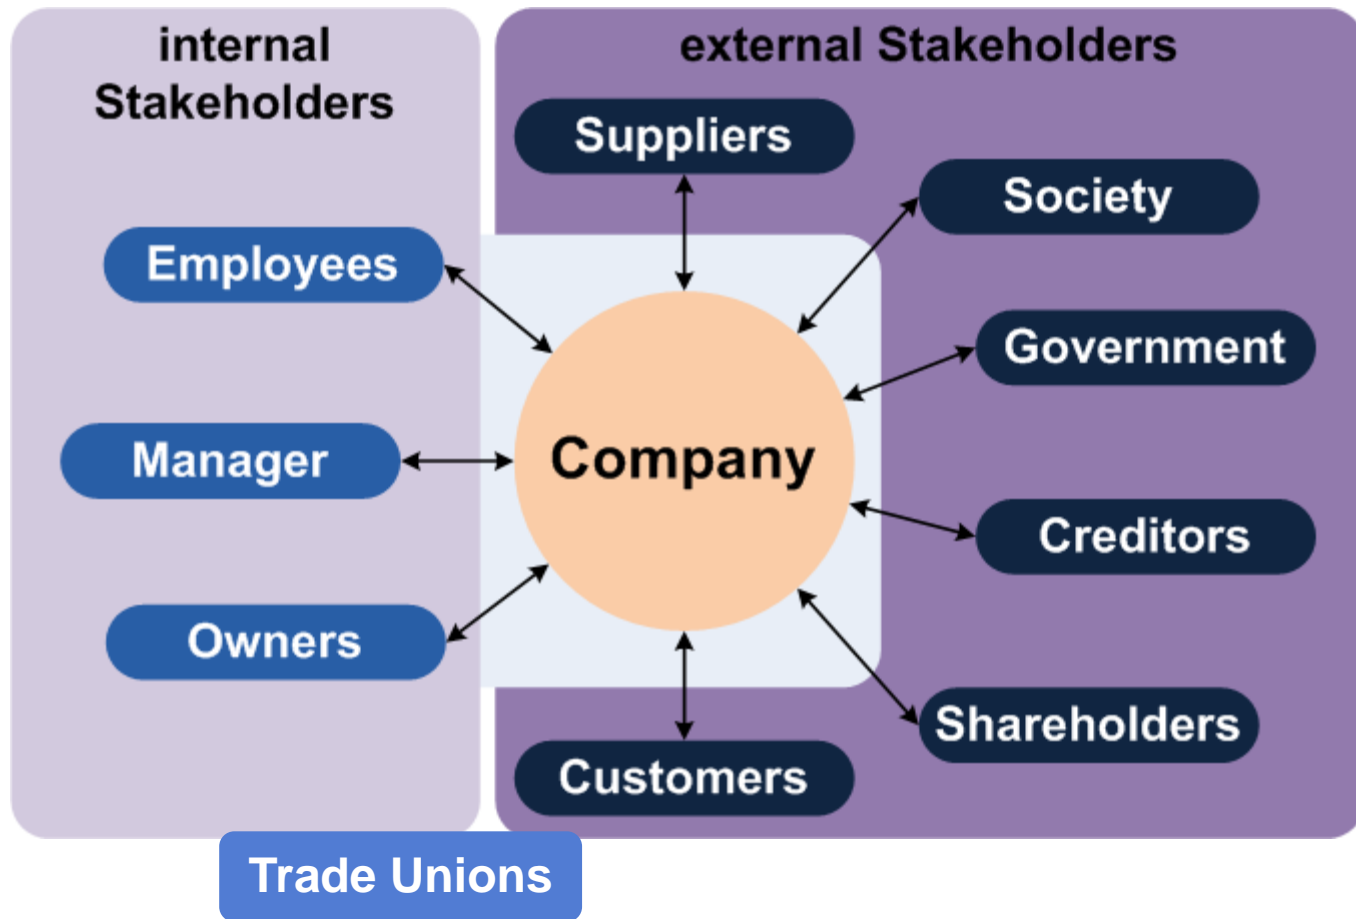 internal
Stakeholders
external Stakeholders
Suppliers
Society
Employees
Government
Manager
Company
Creditors
Owners
Shareholders
Customers
Trade Unions